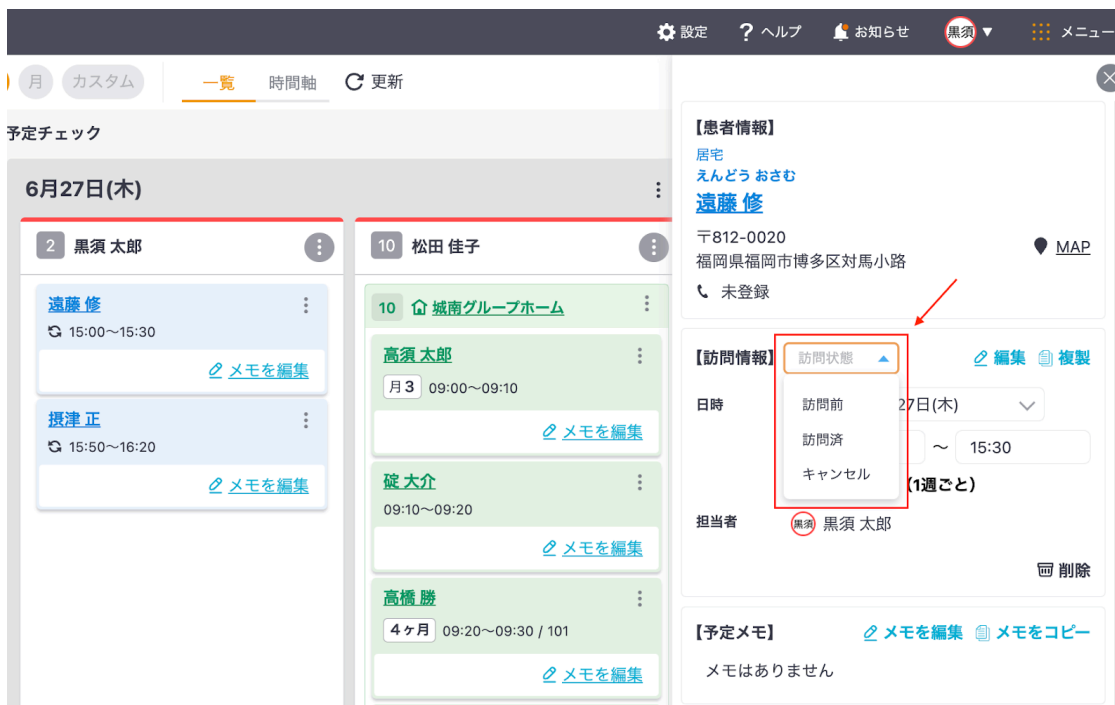 設定 ? ヘルプ お知らせ 黒須 ▼ メニュー
月 カスタム 一覧 時間軸 更新
予定チェック
6月27日(木)
2 黒須 太郎
遠藤 修
15:00～15:30
メモを編集
摂津 正
15:50～16:20
メモを編集
10 松田 佳子
10 城南グループホーム
高須 太郎
月3 09:00～09:10
メモを編集
碇 大介
09:10～09:20
メモを編集
高橋 勝
4ヶ月 09:20～09:30 / 101
メモを編集
【患者情報】
居宅
えんどう おさむ
遠藤 修
〒812-0020
福岡県福岡市博多区対馬小路
MAP
未登録
【訪問情報】 訪問状態 編集 複製
訪問前
訪問済
キャンセル
日時 27日(木)
～ 15:30
(1週ごと)
担当者 黒須 黒須 太郎
削除
【予定メモ】 メモを編集 メモをコピー
メモはありません